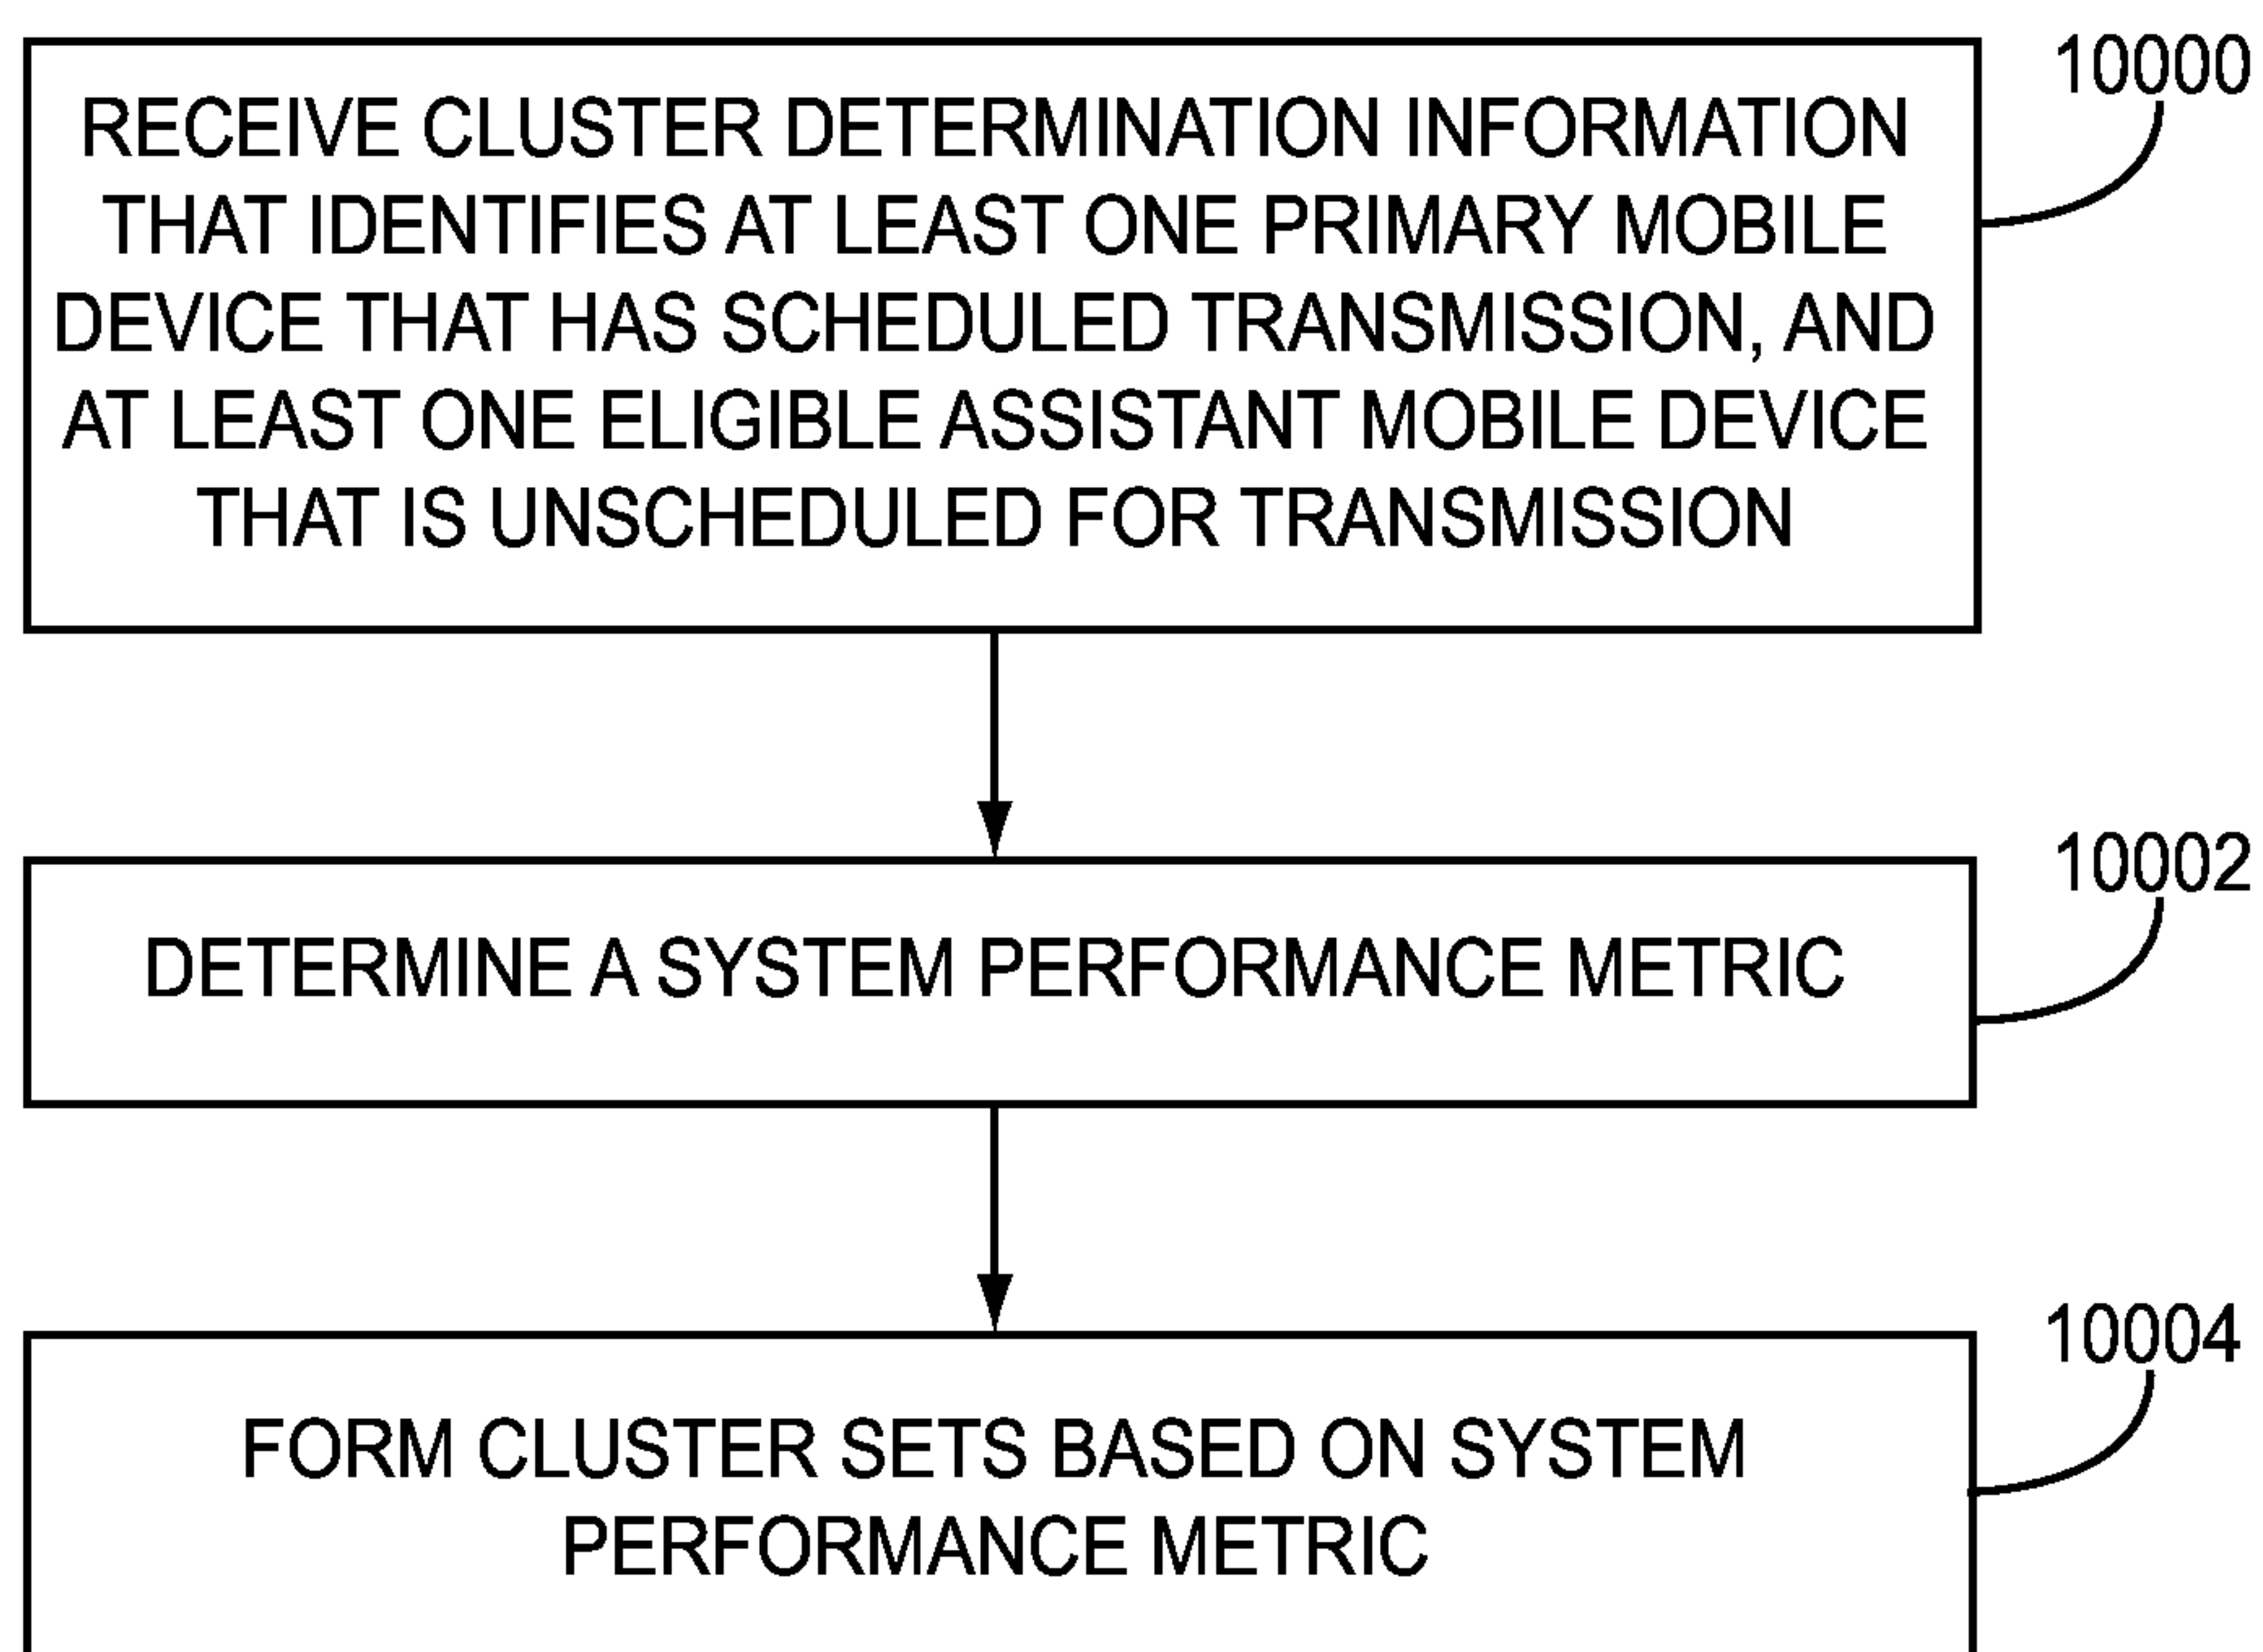 10000
RECEIVE CLUSTER DETERMINATION INFORMATION
THAT IDENTIFIES AT LEAST ONE PRIMARY MOBILE
DEVICE THAT HAS SCHEDULED TRANSMISSION, AND
AT LEAST ONE ELIGIBLE ASSISTANT MOBILE DEVICE
THAT IS UNSCHEDULED FOR TRANSMISSION
10002
DETERMINE A SYSTEM PERFORMANCE METRIC
10004
FORM CLUSTER SETS BASED ON SYSTEM
PERFORMANCE METRIC